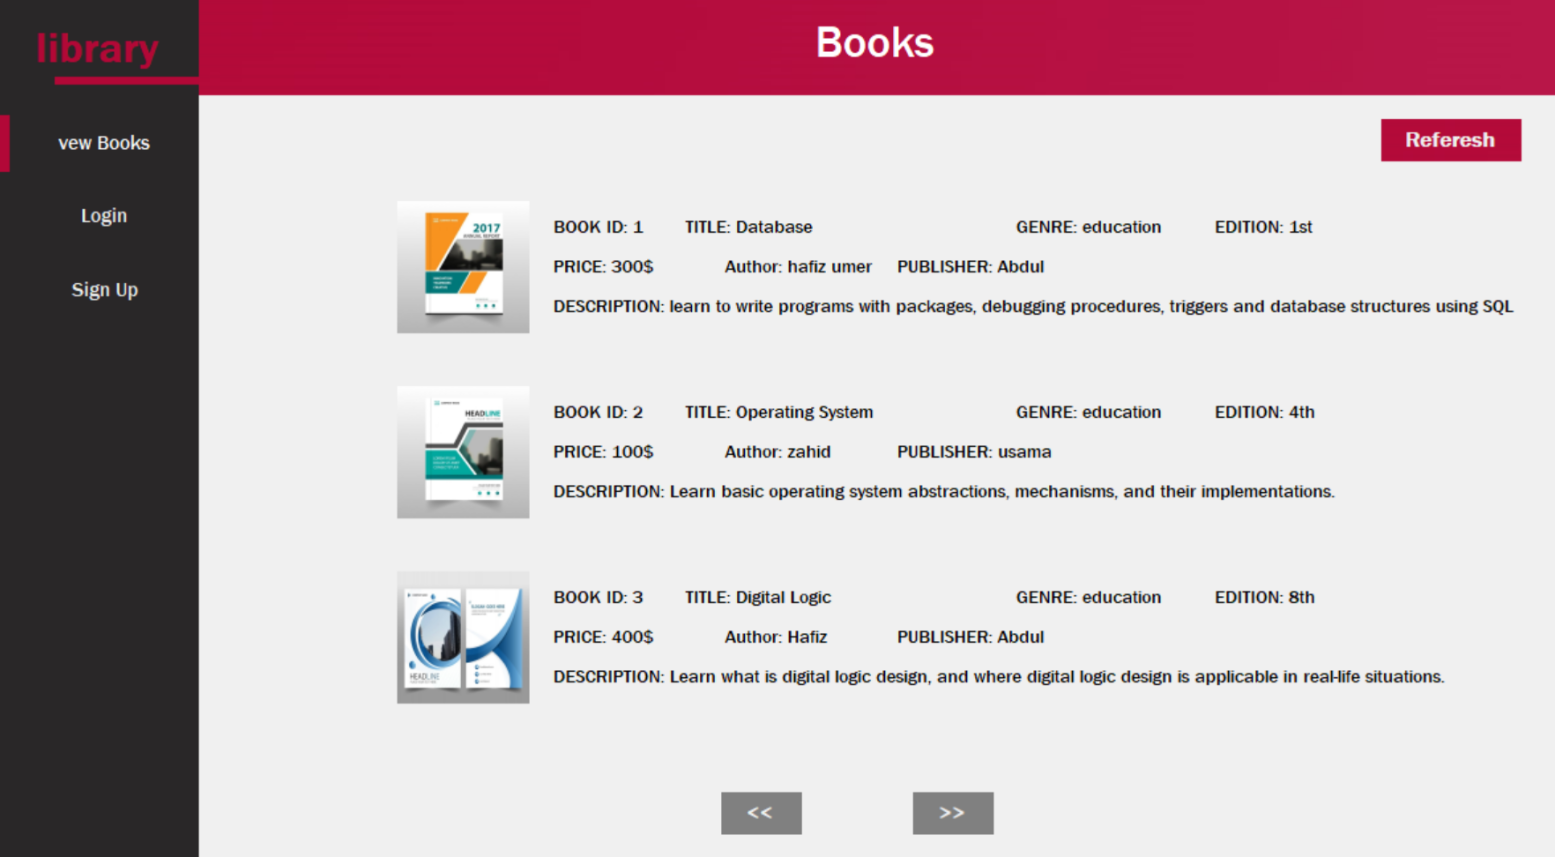 library
Books
vew Books
Login
Sign Up
Referesh
2017
ANNUAL REPORT
BOOK ID: 1 TITLE: Database GENRE: education EDITION: 1st
PRICE: 300$ Author: hafiz umer PUBLISHER: Abdul
DESCRIPTION: learn to write programs with packages, debugging procedures, triggers and database structures using SQL
HEADLINE
BOOK ID: 2 TITLE: Operating System GENRE: education EDITION: 4th
PRICE: 100$ Author: zahid PUBLISHER: usama
DESCRIPTION: Learn basic operating system abstractions, mechanisms, and their implementations.
HEADLINE
BOOK ID: 3 TITLE: Digital Logic GENRE: education EDITION: 8th
PRICE: 400$ Author: Hafiz PUBLISHER: Abdul
DESCRIPTION: Learn what is digital logic design, and where digital logic design is applicable in real-life situations.
<< >>